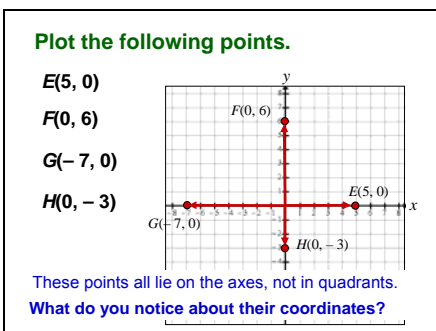 Plot the following points.
E(5, 0)
F(0, 6)
G(– 7, 0)
H(0, – 3)
y
F(0, 6)
E(5, 0)
x
G(– 7, 0)
H(0, – 3)
These points all lie on the axes, not in quadrants.
What do you notice about their coordinates?